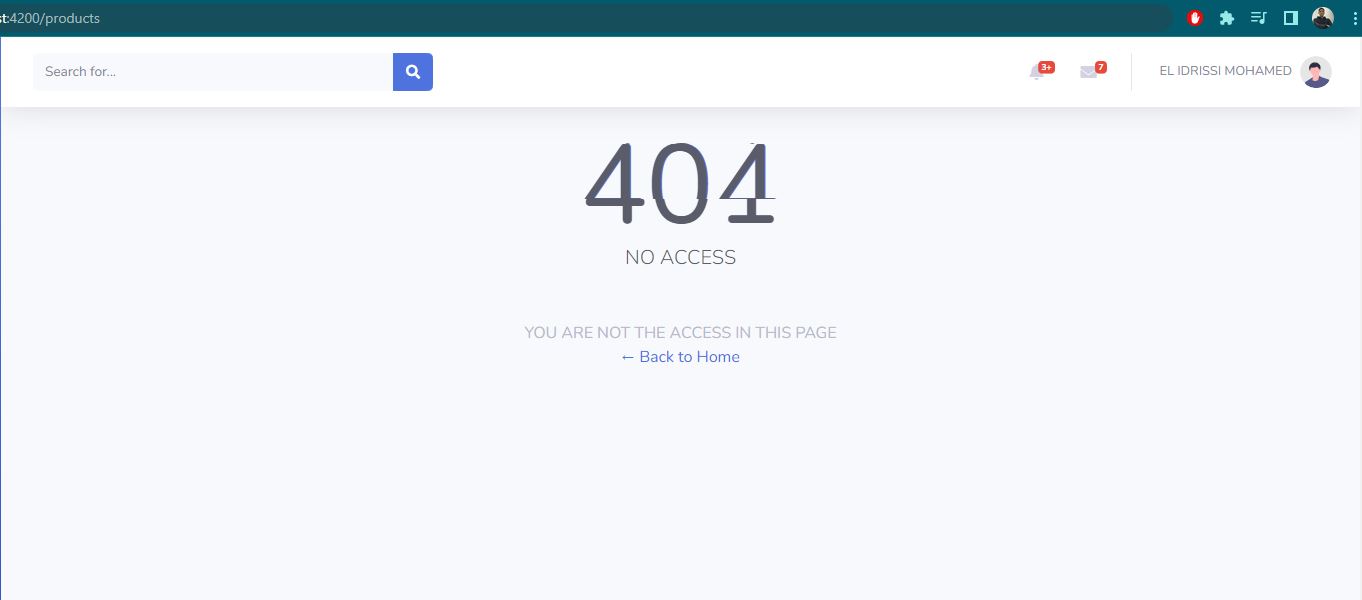 st:4200/products
Search for...
3+
7
EL IDRISSI MOHAMED
404
NO ACCESS
YOU ARE NOT THE ACCESS IN THIS PAGE
← Back to Home